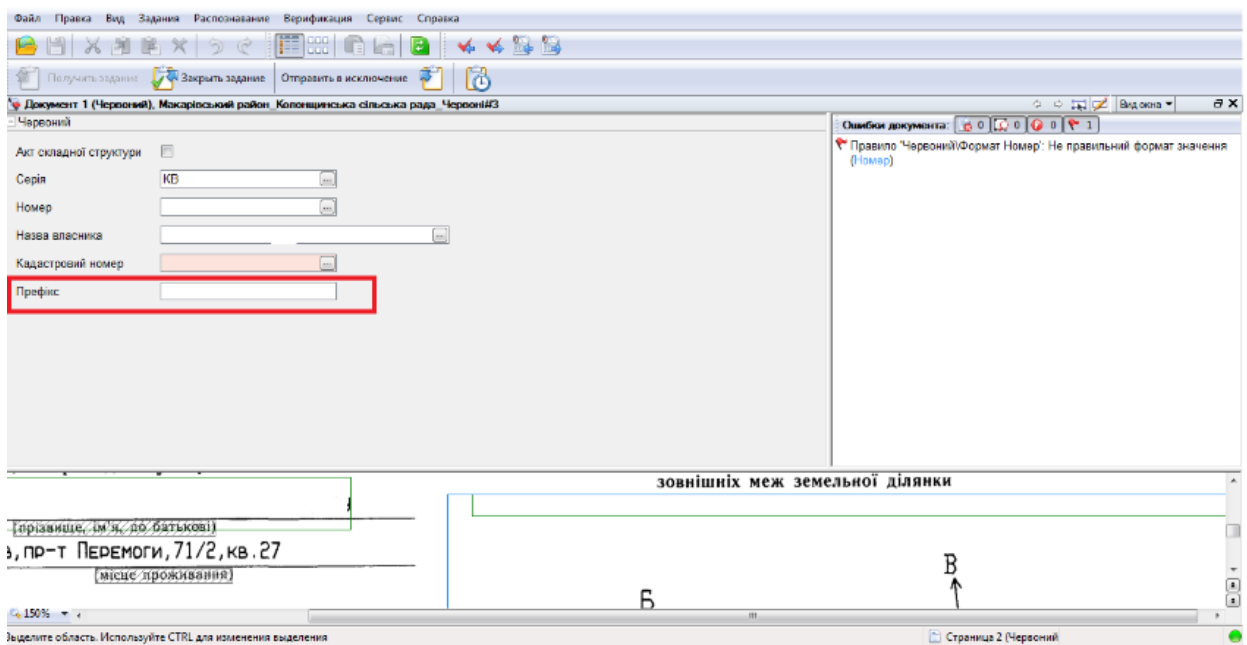 Файл Правка Вид Задания Распознавание Верификация Сервис Справка
Получить задание Закрыть задание Отправить в исключение
Документ 1 (Червоний), Макарівський район_Колонщинська сільська рада_Червоні#3 Вид окна
Червоний
Ошибки документа: 0 0 0 1
Правило 'Червоний\Формат Номер': Не правильний формат значення
(Номер)
Акт складної структури
Серія КВ
Номер
Назва власника
Кадастровий номер
Префікс
зовнішніх меж земельної ділянки
(прізвище, ім'я, по батькові)
в, пр-т Перемоги, 71/2, кв. 27
(місце проживання)
В
Б
150%
Выделите область. Используйте CTRL для изменения выделения Страница 2 (Червоний